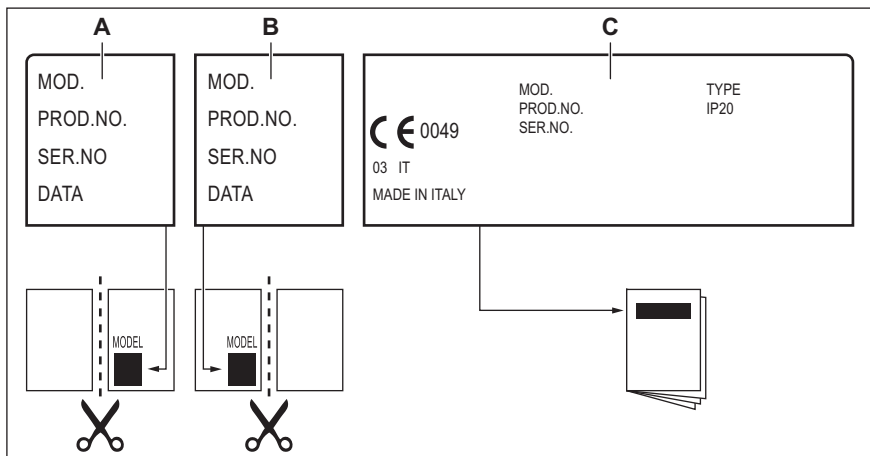 A
B
C
MOD.
PROD.NO.
SER.NO
DATA
MOD.
PROD.NO.
SER.NO
DATA
MOD.
PROD.NO.
SER.NO.
TYPE
IP20
CE 0049
03 IT
MADE IN ITALY
MODEL
MODEL